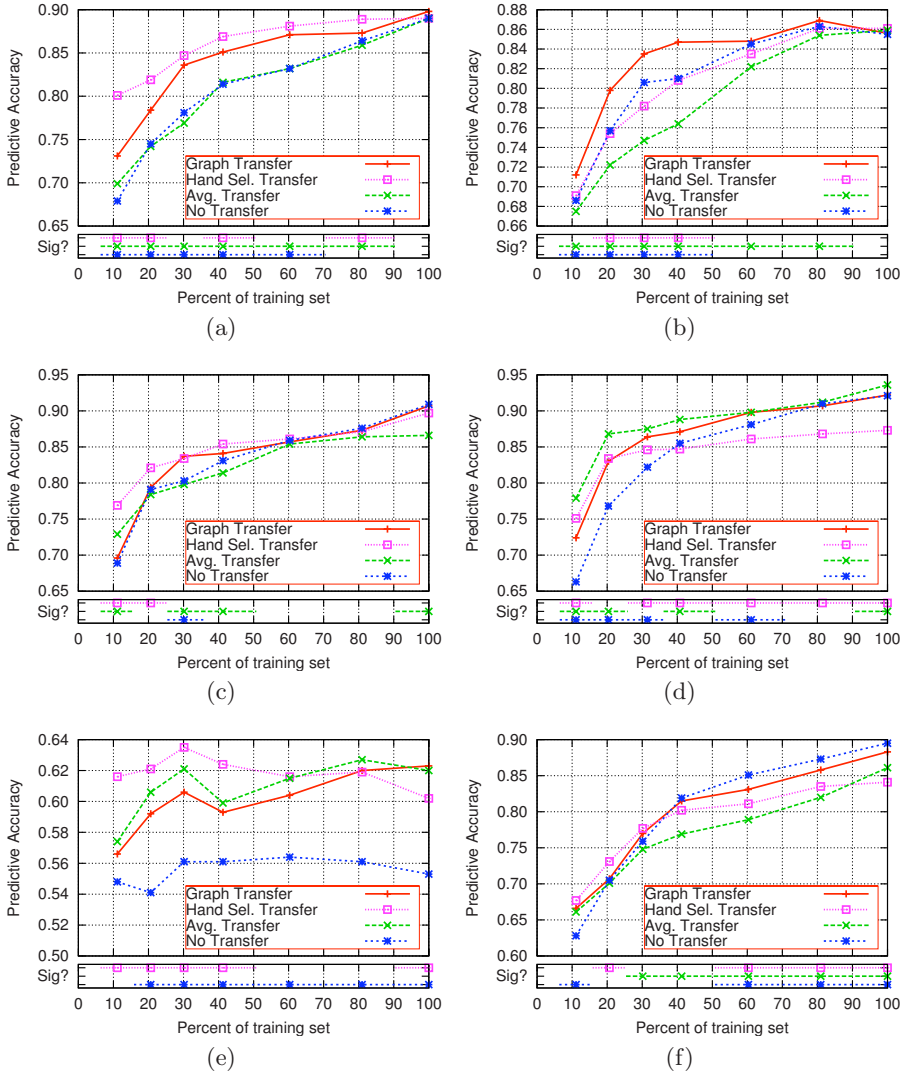 0.90
0.85
0.80
0.75
0.70
0.65
Predictive Accuracy
Graph Transfer
Hand Sel. Transfer
Avg. Transfer
No Transfer
Sig?
0 10 20 30 40 50 60 70 80 90 100
Percent of training set
(a)
0.88
0.86
0.84
0.82
0.80
0.78
0.76
0.74
0.72
0.70
0.68
0.66
Predictive Accuracy
Graph Transfer
Hand Sel. Transfer
Avg. Transfer
No Transfer
Sig?
0 10 20 30 40 50 60 70 80 90 100
Percent of training set
(b)
0.95
0.90
0.85
0.80
0.75
0.70
0.65
Predictive Accuracy
Graph Transfer
Hand Sel. Transfer
Avg. Transfer
No Transfer
Sig?
0 10 20 30 40 50 60 70 80 90 100
Percent of training set
(c)
0.95
0.90
0.85
0.80
0.75
0.70
0.65
Predictive Accuracy
Graph Transfer
Hand Sel. Transfer
Avg. Transfer
No Transfer
Sig?
0 10 20 30 40 50 60 70 80 90 100
Percent of training set
(d)
0.64
0.62
0.60
0.58
0.56
0.54
0.52
0.50
Predictive Accuracy
Graph Transfer
Hand Sel. Transfer
Avg. Transfer
No Transfer
Sig?
0 10 20 30 40 50 60 70 80 90 100
Percent of training set
(e)
0.90
0.85
0.80
0.75
0.70
0.65
0.60
Predictive Accuracy
Graph Transfer
Hand Sel. Transfer
Avg. Transfer
No Transfer
Sig?
0 10 20 30 40 50 60 70 80 90 100
Percent of training set
(f)